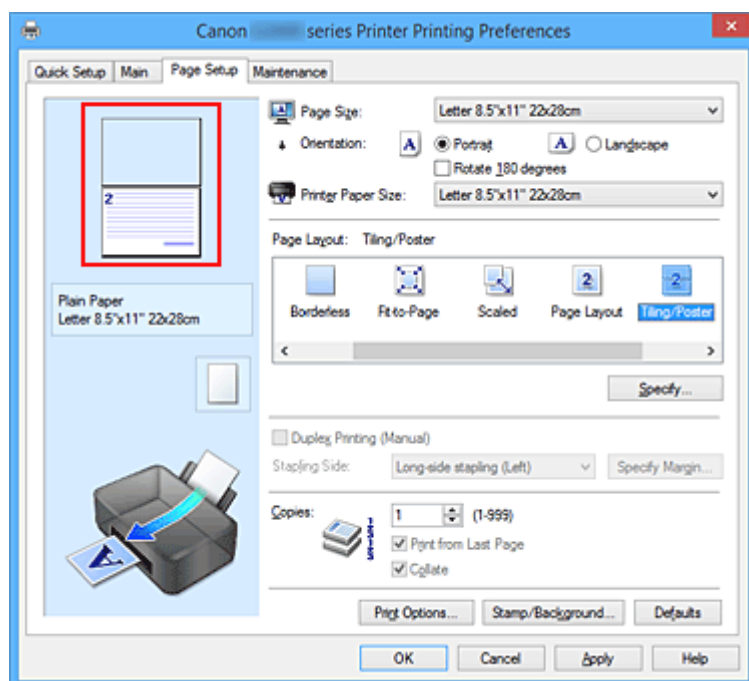 Canon series Printer Printing Preferences
Quick Setup Main Page Setup Maintenance
2
Plain Paper
Letter 8.5"x11" 22x28cm
Page Size: Letter 8.5"x11" 22x28cm
Orientation: A Portrait A Landscape
Rotate 180 degrees
Printer Paper Size: Letter 8.5"x11" 22x28cm
Page Layout: Tiling/Poster
2 2
Borderless Fit-to-Page Scaled Page Layout Tiling/Poster
Specify...
Duplex Printing (Manual)
Stapling Side: Long-side stapling (Left) Specify Margin...
Copies: 1 (1-999)
Print from Last Page
Collate
A
Print Options... Stamp/Background... Defaults
OK Cancel Apply Help